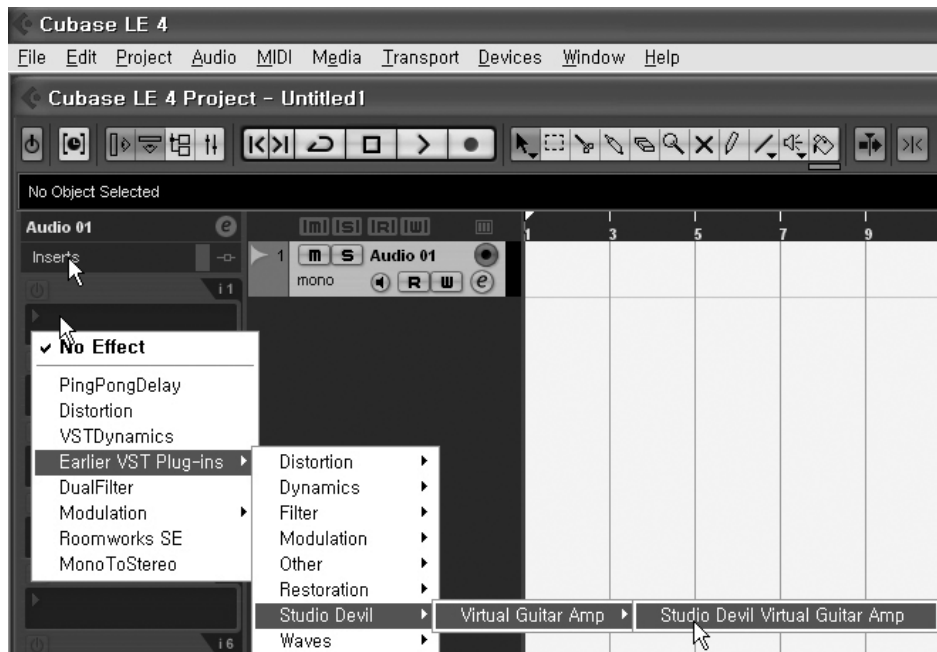 Cubase LE 4
File Edit Project Audio MIDI Media Transport Devices Window Help
Cubase LE 4 Project - Untitled1
No Object Selected
Audio 01 e
m S R W
1 3 5 7 9
Inserts
1 m S Audio 01
mono R W e
i 1
No Effect
PingPongDelay
Distortion
VSTDynamics
Earlier VST Plug-ins
DualFilter
Modulation
Roomworks SE
MonoToStereo
Distortion
Dynamics
Filter
Modulation
Other
Restoration
Studio Devil
Waves
Virtual Guitar Amp
Studio Devil Virtual Guitar Amp
i 6